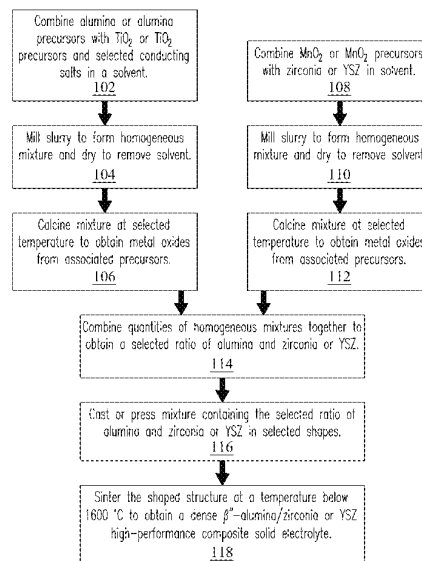 Combine alumina or alumina
precursors with TiO₂ or TiO₂
precursors and selected conducting
salts in a solvent.
102
Mill slurry to form homogeneous
mixture and dry to remove solvent.
104
Calcine mixture at selected
temperature to obtain metal oxides
from associated precursors.
106
Combine MnO₂ or MnO₂ precursors
with zirconia or YSZ in solvent.
108
Mill slurry to form homogeneous
mixture and dry to remove solvent
110
Calcine mixture at selected
temperature to obtain metal oxides
from associated precursors.
112
Combine quantities of homogeneous mixtures together to
obtain a selected ratio of alumina and zirconia or YSZ.
114
Cast or press mixture containing the selected ratio of
alumina and zirconia or YSZ in selected shapes.
116
Sinter the shaped structure at a temperature below
1600 °C to obtain a dense β"-alumina/zirconia or YSZ
high-performance composite solid electrolyte.
118